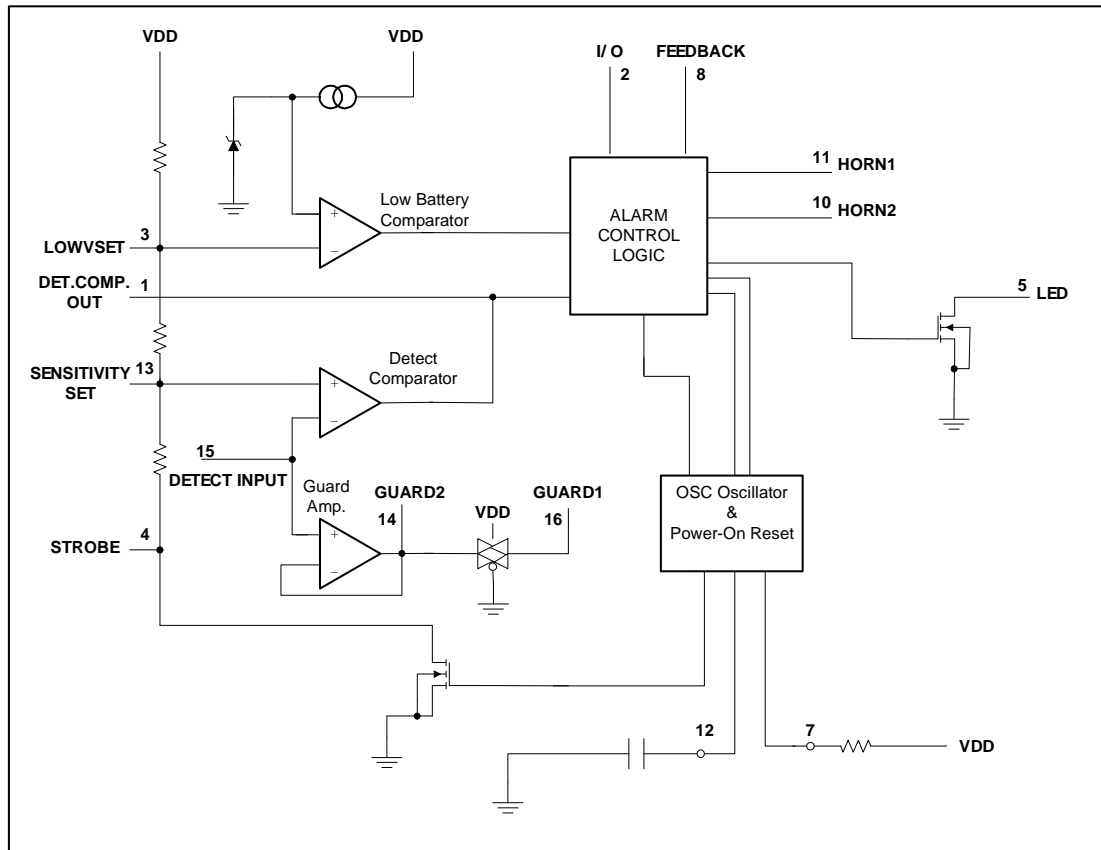 VDD
VDD
I/ O
FEEDBACK
2
8
11
HORN1
Low Battery
Comparator
+
−
10
HORN2
ALARM
CONTROL
LOGIC
3
LOWVSET
DET.COMP.
OUT
1
5
LED
13
SENSITIVITY
SET
Detect
Comparator
+
−
15
DETECT INPUT
Guard
Amp.
GUARD2
14
VDD
GUARD1
16
OSC Oscillator
&
Power-On Reset
+
−
4
STROBE
12
7
VDD